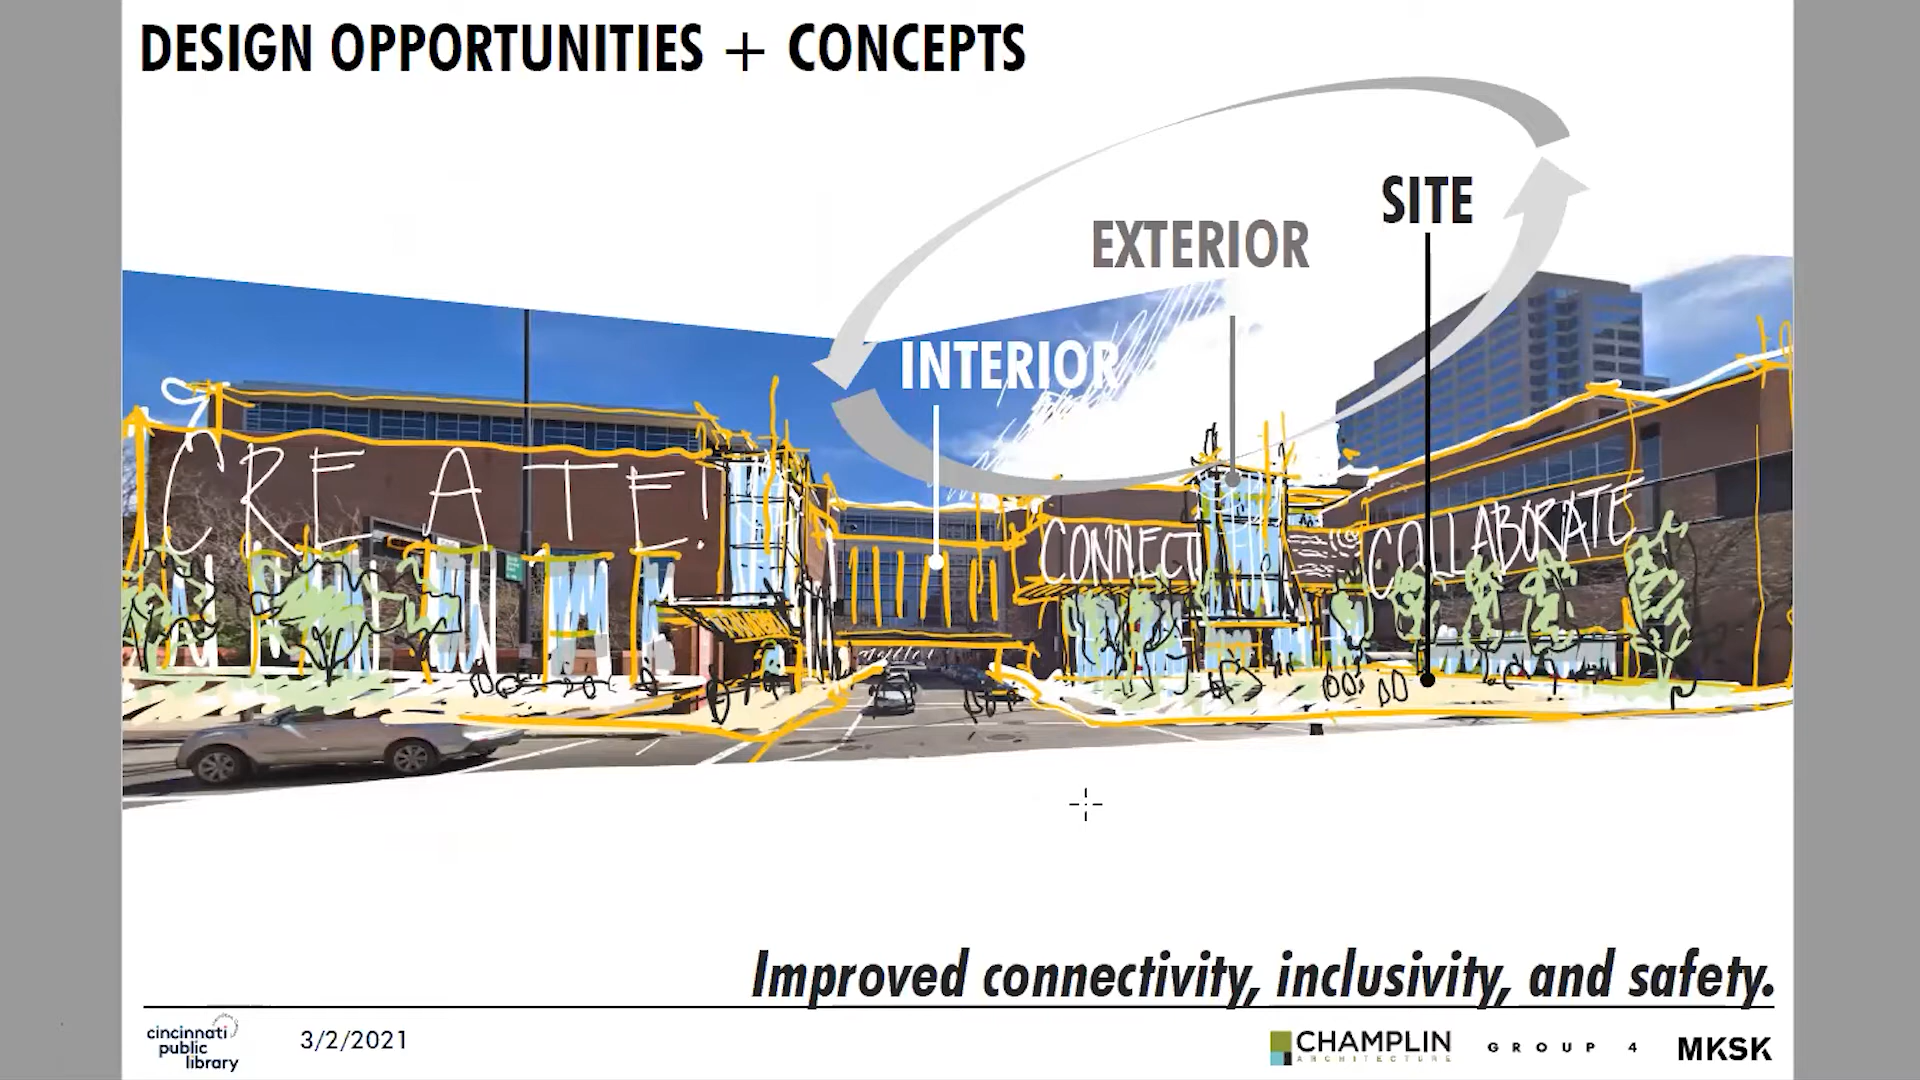 DESIGN OPPORTUNITIES + CONCEPTS
SITE
EXTERIOR
INTERIOR
CREATE!
CONNECT
COLLABORATE
Improved connectivity, inclusivity, and safety.
cincinnati
public
library
3/2/2021
CHAMPLIN
ARCHITECTURE
GROUP 4
MKSK